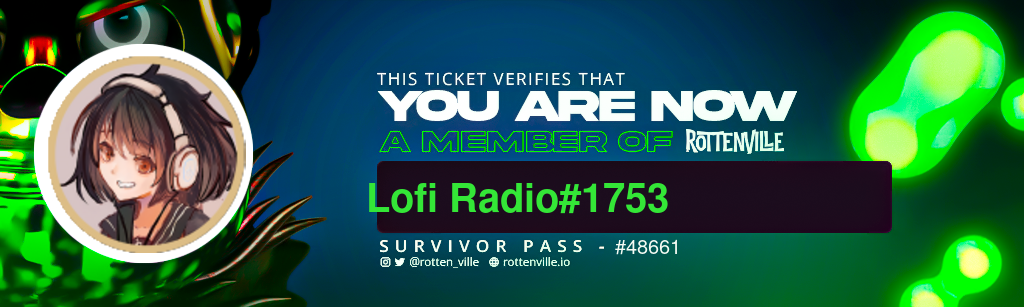 THIS TICKET VERIFIES THAT
YOU ARE NOW
A MEMBER OF ROTTENVILLE
Lofi Radio#1753
SURVIVOR PASS - #48661
@rotten_ville rottenville.io